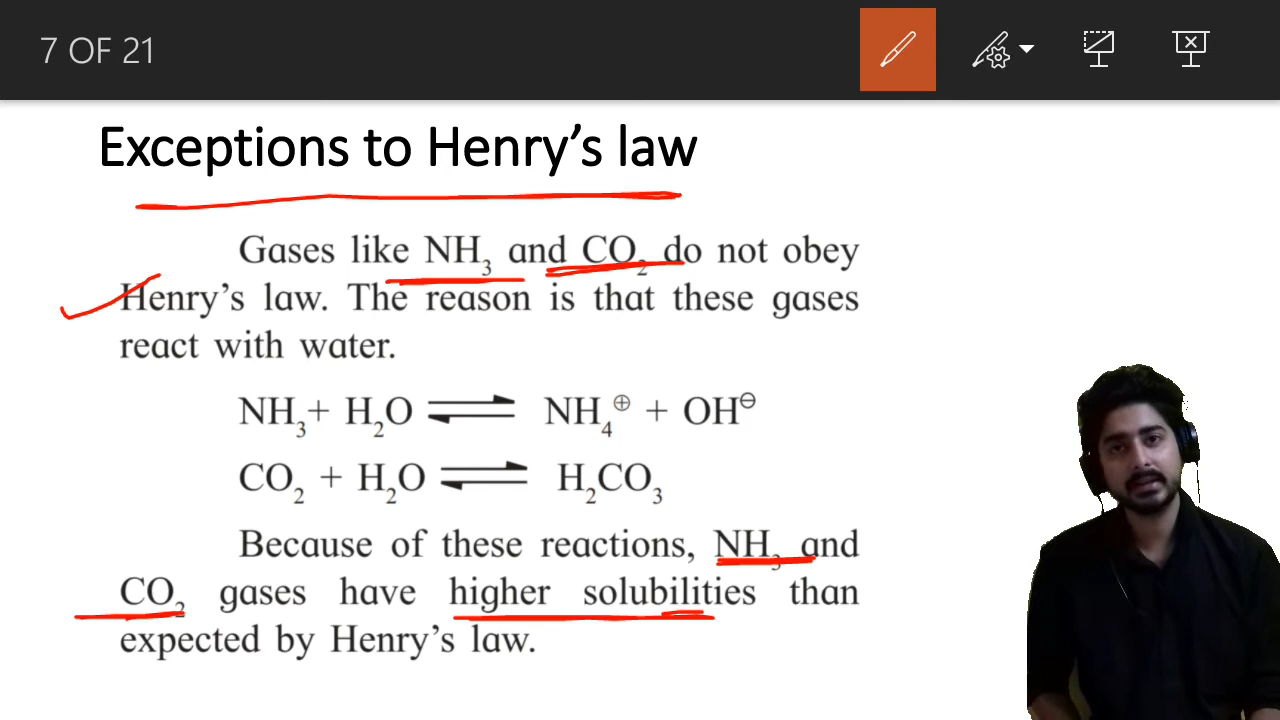 7 OF 21
Exceptions to Henry's law
Gases like NH₃ and CO₂ do not obey
Henry's law. The reason is that these gases
react with water.
NH₃ + H₂O ⇌ NH₄⊕ + OH⊖
CO₂ + H₂O ⇌ H₂CO₃
Because of these reactions, NH₃ and
CO₂ gases have higher solubilities than
expected by Henry's law.